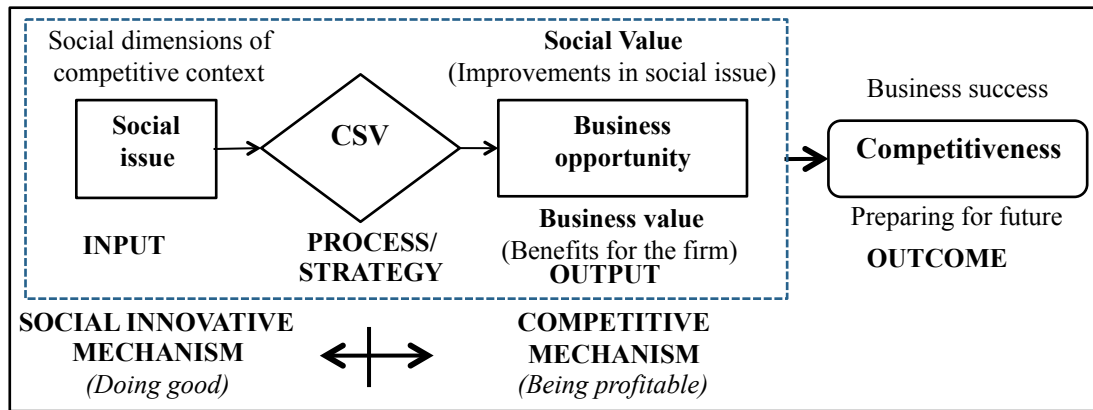 Social dimensions of
competitive context
Social
issue
INPUT
CSV
PROCESS/
STRATEGY
Social Value
(Improvements in social issue)
Business
opportunity
Business value
(Benefits for the firm)
OUTPUT
Business success
Competitiveness
Preparing for future
OUTCOME
SOCIAL INNOVATIVE
MECHANISM
(Doing good)
COMPETITIVE
MECHANISM
(Being profitable)